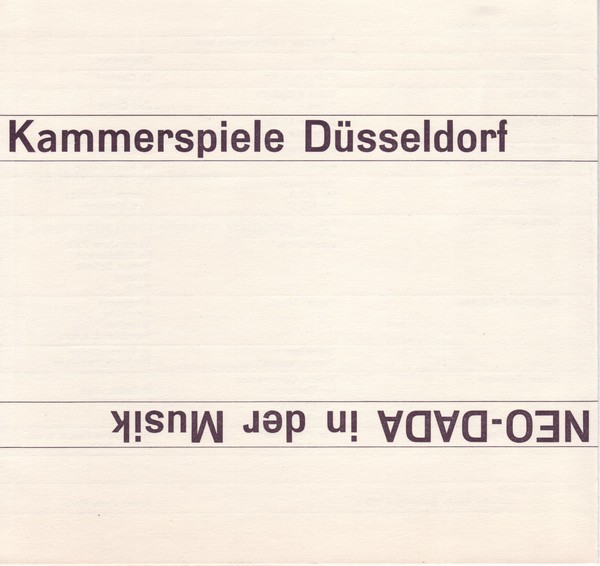 Kammerspiele Düsseldorf
NEO-DADA in der Musik